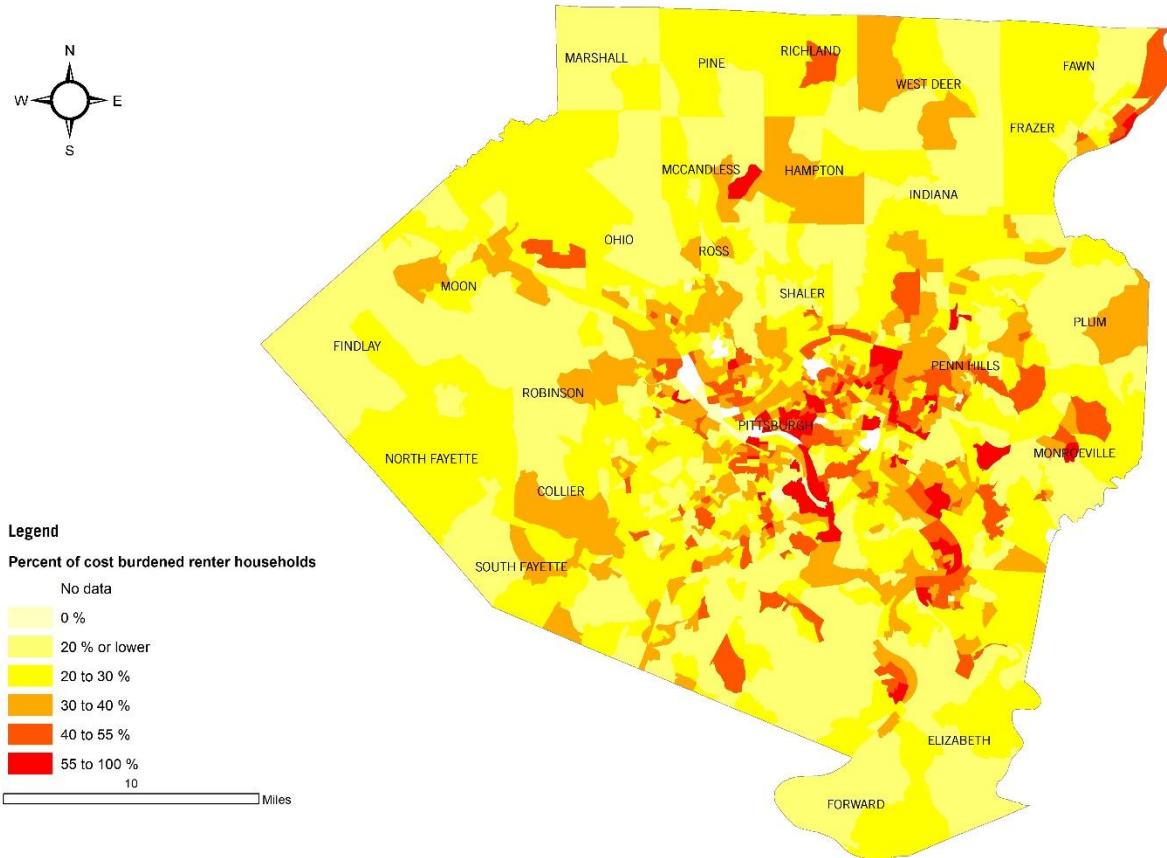 N
W
E
S
MARSHALL
PINE
RICHLAND
WEST DEER
FAWN
FRAZER
MCCANDLESS
HAMPTON
INDIANA
OHIO
ROSS
MOON
SHALER
PLUM
FINDLAY
PENN HILLS
ROBINSON
PITTSBURGH
MONROEVILLE
NORTH FAYETTE
COLLIER
SOUTH FAYETTE
ELIZABETH
FORWARD
Legend
Percent of cost burdened renter households
No data
0 %
20 % or lower
20 to 30 %
30 to 40 %
40 to 55 %
55 to 100 %
10
Miles